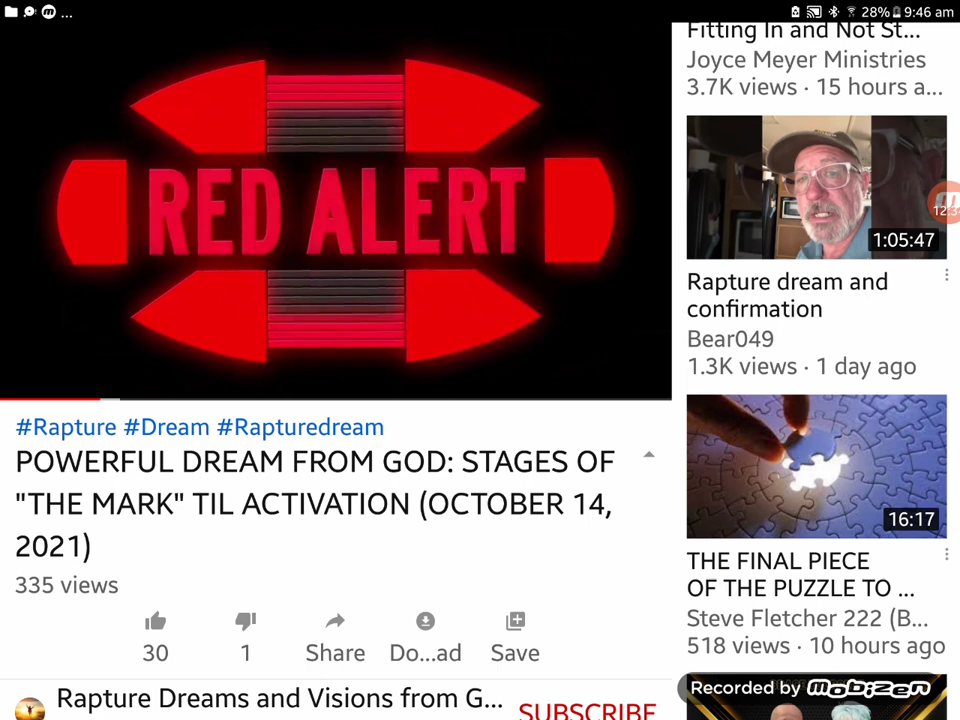 ... 28% 9:46 am
RED ALERT
#Rapture #Dream #Rapturedream
POWERFUL DREAM FROM GOD: STAGES OF
"THE MARK" TIL ACTIVATION (OCTOBER 14,
2021)
335 views
30 1 Share Do...ad Save
Rapture Dreams and Visions from G...
SUBSCRIBE
Fitting In and Not St...
Joyce Meyer Ministries
3.7K views · 15 hours a...
1:05:47
Rapture dream and
confirmation
Bear049
1.3K views · 1 day ago
16:17
THE FINAL PIECE
OF THE PUZZLE TO ...
Steve Fletcher 222 (B...
518 views · 10 hours ago
Recorded by mobizen